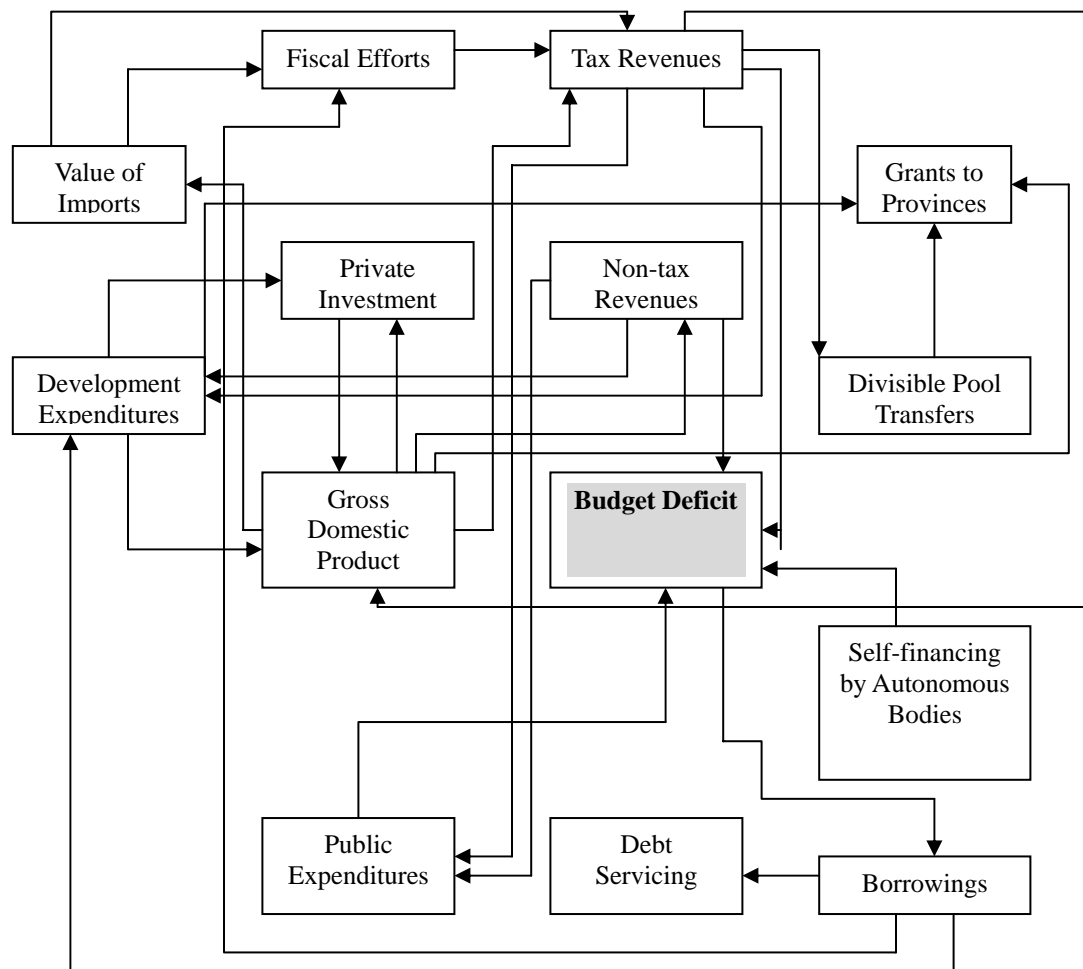 Fiscal Efforts
Tax Revenues
Value of
Imports
Grants to
Provinces
Private
Investment
Non-tax
Revenues
Development
Expenditures
Divisible Pool
Transfers
Gross
Domestic
Product
Budget Deficit
Self-financing
by Autonomous
Bodies
Public
Expenditures
Debt
Servicing
Borrowings